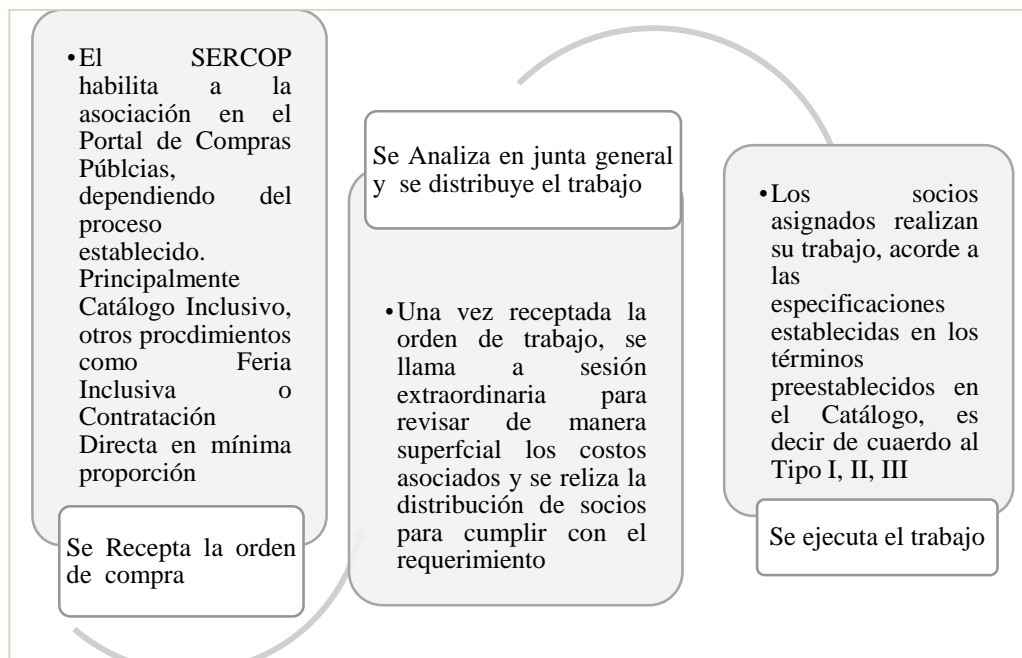 •El SERCOP
habilita a la
asociación en el
Portal de Compras
Públcias,
dependiendo del
proceso
establecido.
Principalmente
Catálogo Inclusivo,
otros procdimientos
como Feria
Inclusiva o
Contratación
Directa en mínima
proporción
Se Recepta la orden
de compra
Se Analiza en junta general
y se distribuye el trabajo
•Una vez receptada la
orden de trabajo, se
llama a sesión
extraordinaria para
revisar de manera
superfcial los costos
asociados y se reliza la
distribución de socios
para cumplir con el
requerimiento
•Los socios
asignados realizan
su trabajo, acorde a
las
especificaciones
establecidas en los
términos
preestablecidos en
el Catálogo, es
decir de cuaerdo al
Tipo I, II, III
Se ejecuta el trabajo